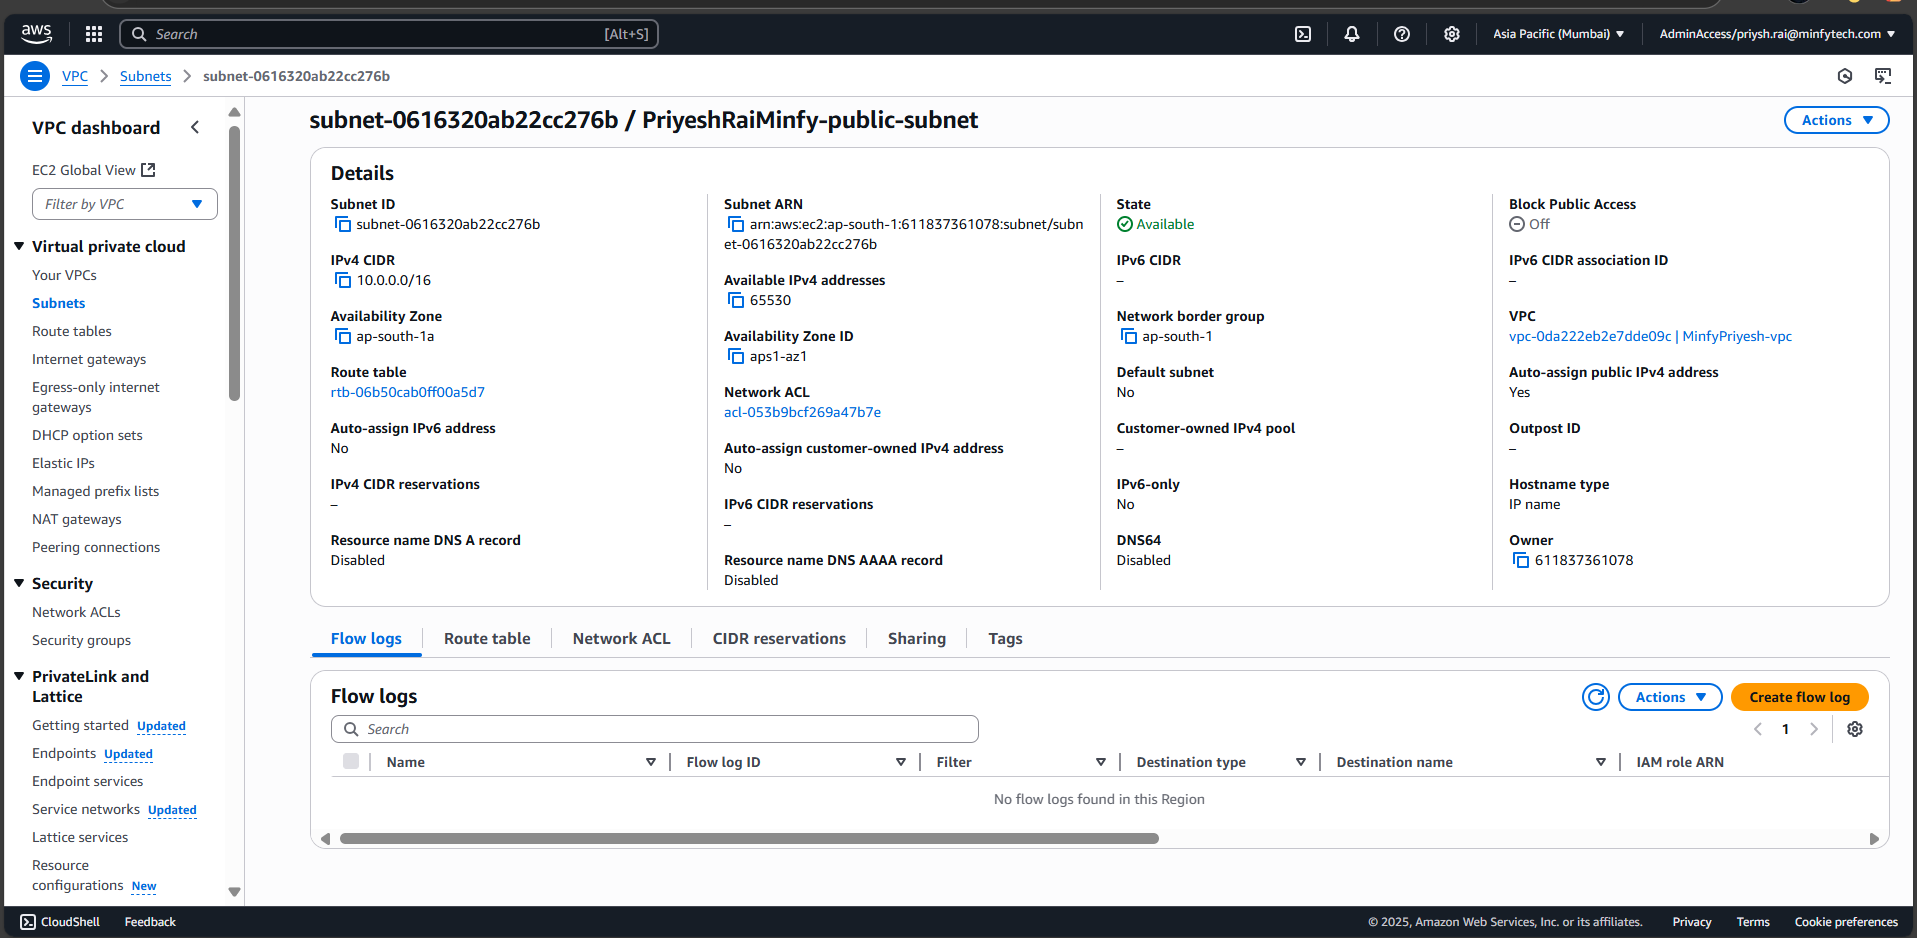 aws
Search
[Alt+S]
Asia Pacific (Mumbai)
AdminAccess/priysh.rai@minfytech.com
VPC
Subnets
subnet-0616320ab22cc276b
VPC dashboard
EC2 Global View
Filter by VPC
Virtual private cloud
Your VPCs
Subnets
Route tables
Internet gateways
Egress-only internet
gateways
DHCP option sets
Elastic IPs
Managed prefix lists
NAT gateways
Peering connections
Security
Network ACLs
Security groups
PrivateLink and
Lattice
Getting started Updated
Endpoints Updated
Endpoint services
Service networks Updated
Lattice services
Resource
configurations New
subnet-0616320ab22cc276b / PriyeshRaiMinfy-public-subnet
Actions
Details
Subnet ID
subnet-0616320ab22cc276b
IPv4 CIDR
10.0.0.0/16
Availability Zone
ap-south-1a
Route table
rtb-06b50cab0ff00a5d7
Auto-assign IPv6 address
No
IPv4 CIDR reservations
–
Resource name DNS A record
Disabled
Subnet ARN
arn:aws:ec2:ap-south-1:611837361078:subnet/subn
et-0616320ab22cc276b
Available IPv4 addresses
65530
Availability Zone ID
aps1-az1
Network ACL
acl-053b9bcf269a47b7e
Auto-assign customer-owned IPv4 address
No
IPv6 CIDR reservations
–
Resource name DNS AAAA record
Disabled
State
Available
IPv6 CIDR
–
Network border group
ap-south-1
Default subnet
No
Customer-owned IPv4 pool
–
IPv6-only
No
DNS64
Disabled
Block Public Access
Off
IPv6 CIDR association ID
–
VPC
vpc-0da222eb2e7dde09c | MinfyPriyesh-vpc
Auto-assign public IPv4 address
Yes
Outpost ID
–
Hostname type
IP name
Owner
611837361078
Flow logs
Route table
Network ACL
CIDR reservations
Sharing
Tags
Flow logs
Actions
Create flow log
Search
1
Name
Flow log ID
Filter
Destination type
Destination name
IAM role ARN
No flow logs found in this Region
CloudShell
Feedback
© 2025, Amazon Web Services, Inc. or its affiliates.
Privacy
Terms
Cookie preferences